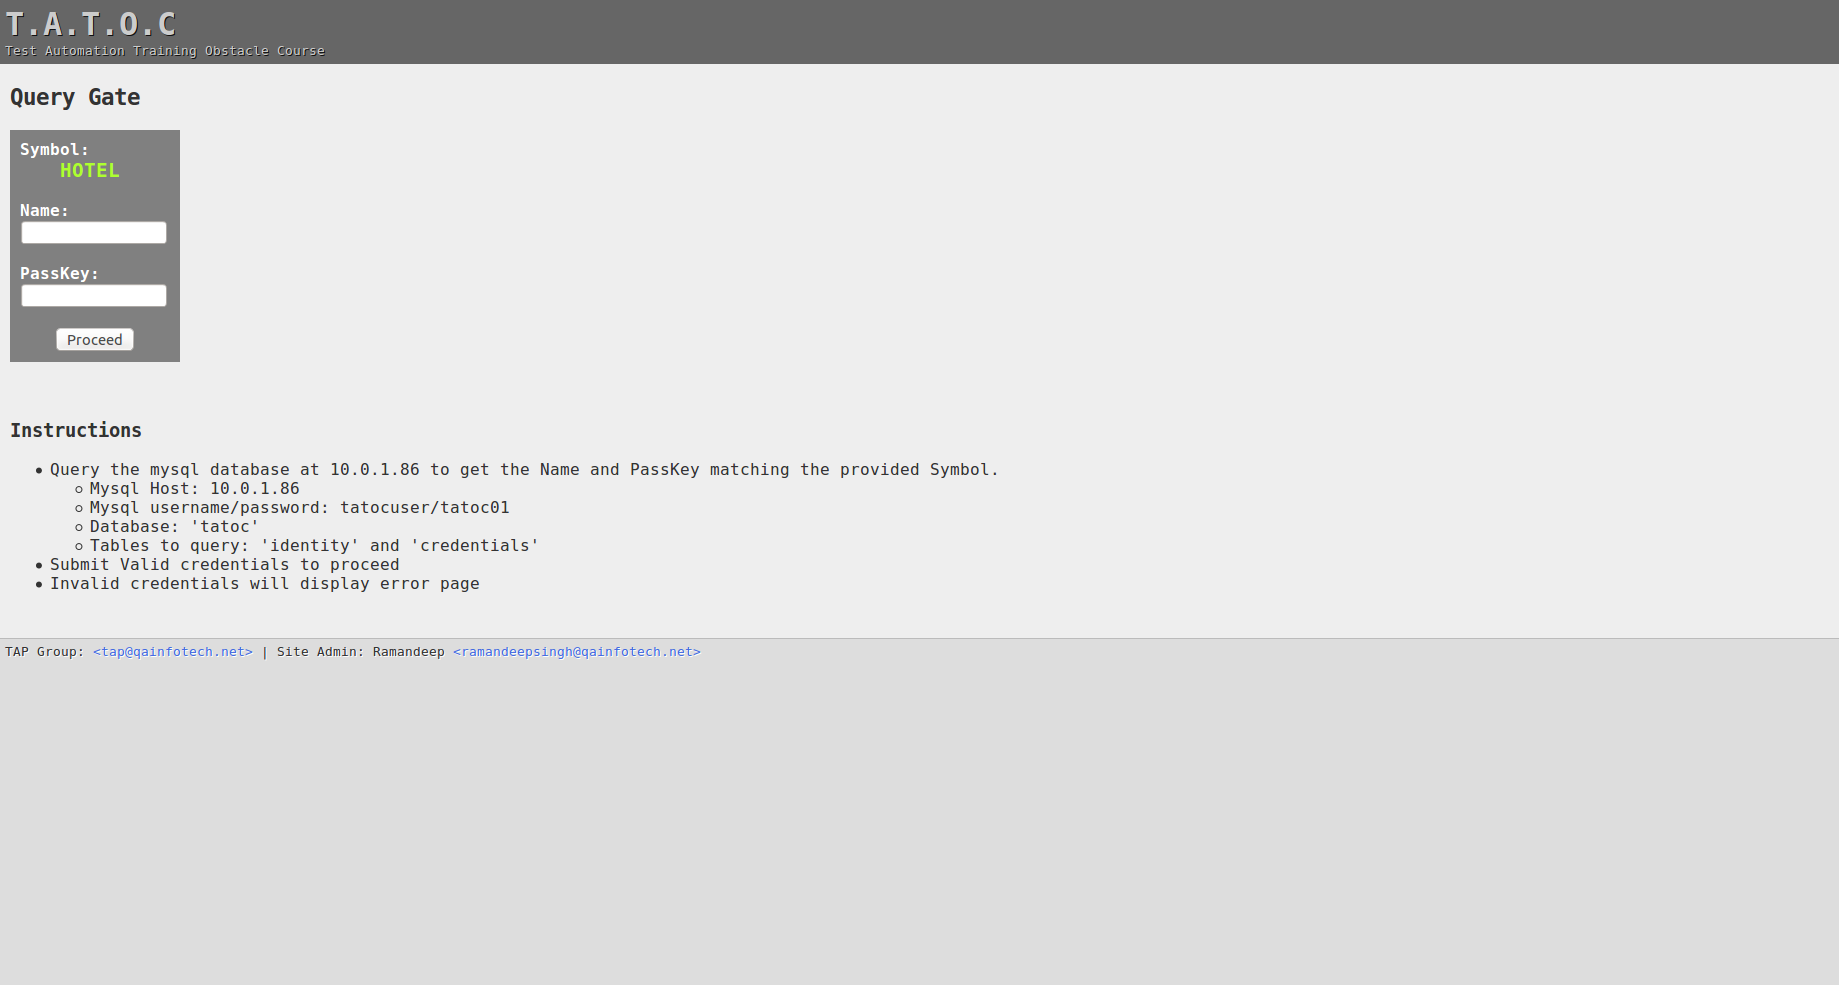 T.A.T.O.C
Test Automation Training Obstacle Course
Query Gate
Symbol:
HOTEL
Name:
PassKey:
Proceed
Instructions
Query the mysql database at 10.0.1.86 to get the Name and PassKey matching the provided Symbol.
Mysql Host: 10.0.1.86
Mysql username/password: tatocuser/tatoc01
Database: 'tatoc'
Tables to query: 'identity' and 'credentials'
Submit Valid credentials to proceed
Invalid credentials will display error page
TAP Group: <tap@qainfotech.net> | Site Admin: Ramandeep <ramandeepsingh@qainfotech.net>